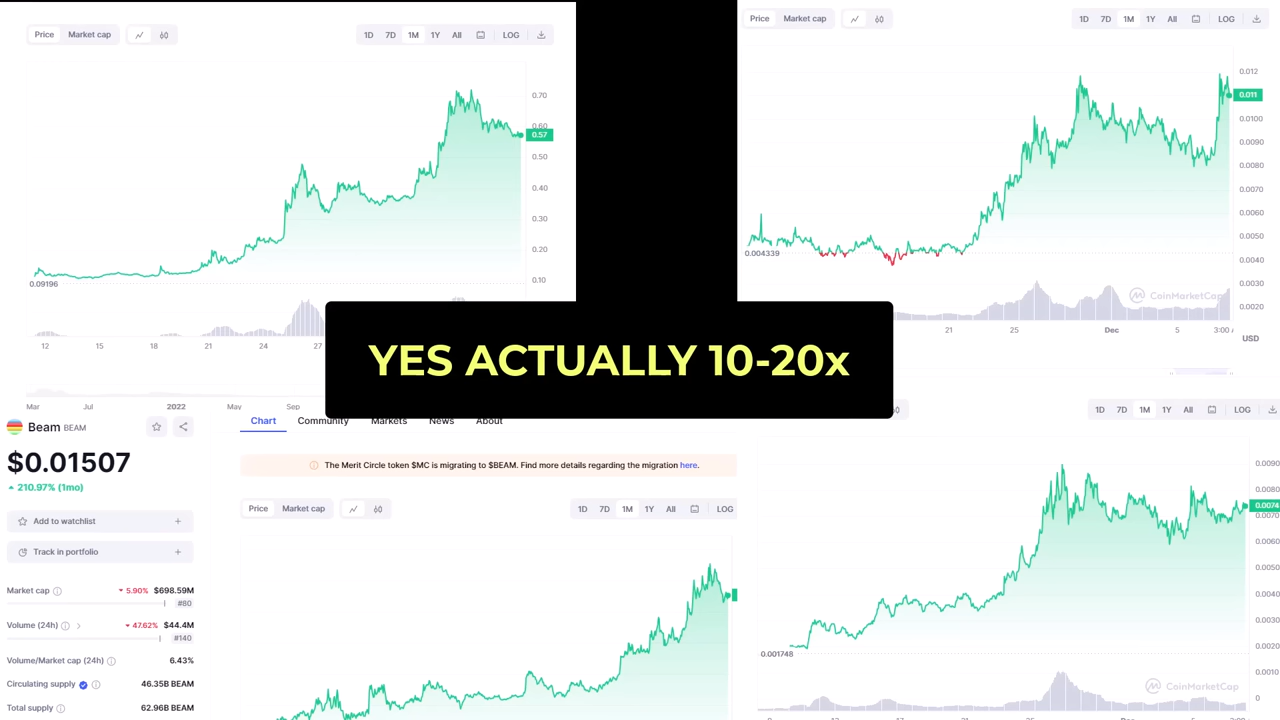 Price Market cap
1D 7D 1M 1Y All LOG
0.70
0.60
0.57
0.50
0.40
0.30
0.20
0.10
0.09196
12 15 18 21 24 27
Mar Jul 2022 May Sep
Price Market cap
1D 7D 1M 1Y All LOG
0.012
0.011
0.0100
0.0090
0.0080
0.0070
0.0060
0.0050
0.0040
0.0030
0.0020
0.004339
CoinMarketCap
21 25 Dec 5 3:00
USD
YES ACTUALLY 10-20x
Beam BEAM
$0.01507
210.97% (1mo)
Add to watchlist +
Track in portfolio +
Market cap 5.90% $698.59M
#80
Volume (24h) 47.62% $44.4M
#140
Volume/Market cap (24h) 6.43%
Circulating supply 46.35B BEAM
Total supply 62.96B BEAM
Chart Community Markets News About
The Merit Circle token $MC is migrating to $BEAM. Find more details regarding the migration here.
Price Market cap
1D 7D 1M 1Y All LOG
1D 7D 1M 1Y All LOG
0.0090
0.0080
0.0074
0.0070
0.0060
0.0050
0.0040
0.0030
0.0020
0.0010
0
0.001748
CoinMarketCap